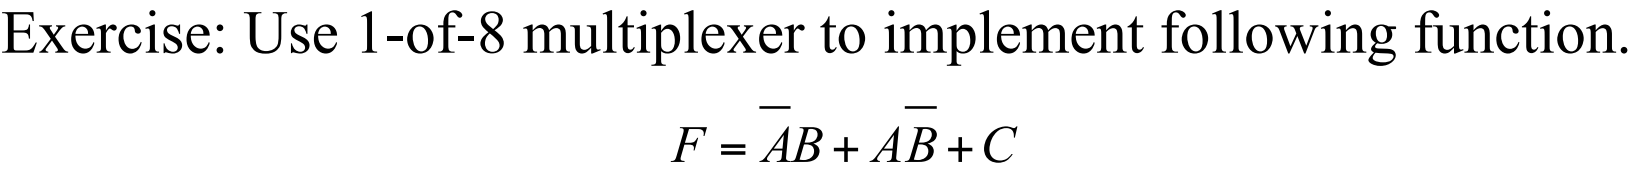 Exercise: Use 1-of-8 multiplexer to implement following function.
F = A̅B + AB̅ + C